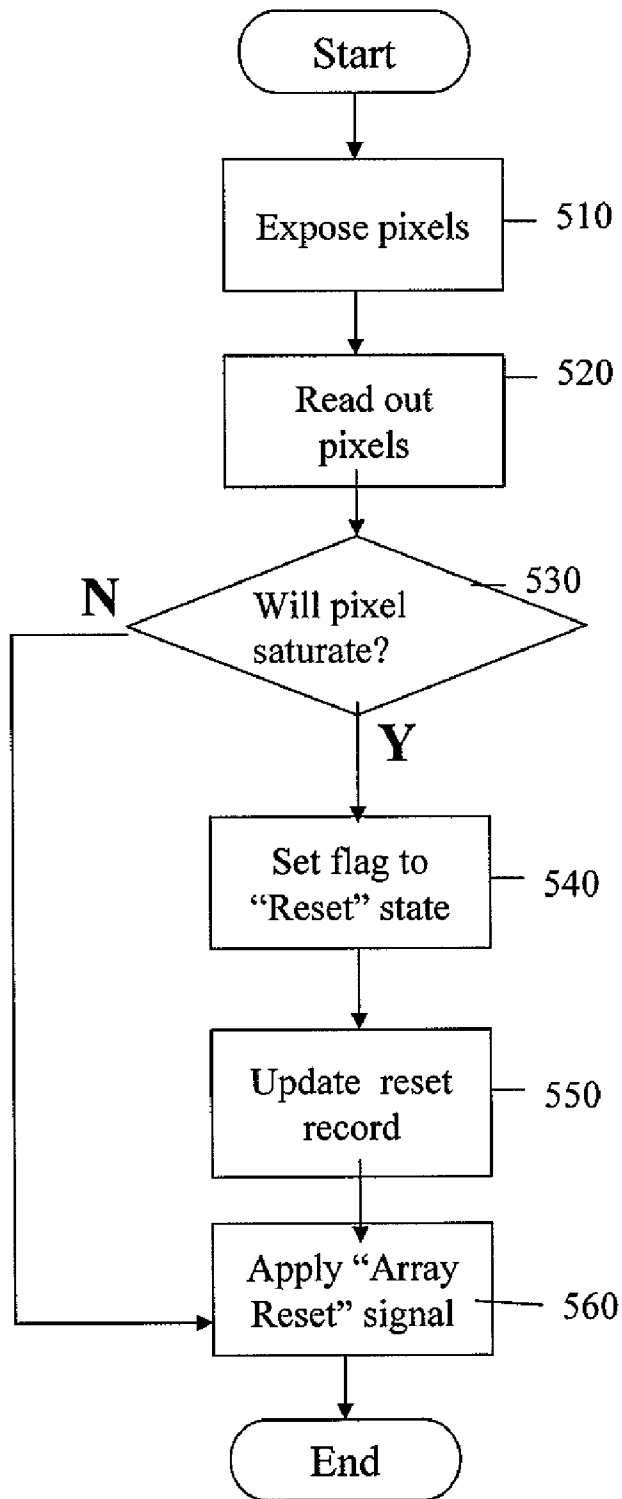 Start
Expose pixels
510
Read out
pixels
520
Will pixel
saturate?
530
N
Y
Set flag to
“Reset” state
540
Update reset
record
550
Apply “Array
Reset” signal
560
End